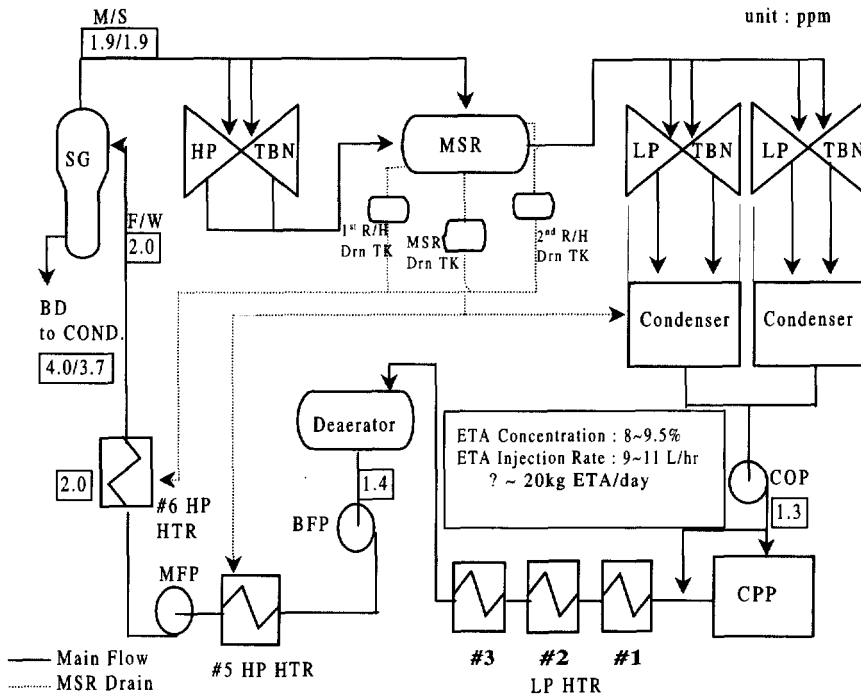 M/S
unit : ppm
1.9/1.9
SG
HP TBN
MSR
LP TBN
LP TBN
F/W
2.0
1st R/H
Drn TK
MSR
Drn TK
2nd R/H
Drn TK
BD
to COND.
4.0/3.7
Condenser
Condenser
Deaerator
ETA Concentration : 8~9.5%
ETA Injection Rate : 9~11 L/hr
? ~ 20kg ETA/day
COP
1.3
2.0
#6 HP
HTR
1.4
BFP
MFP
CPP
#5 HP HTR
#3 #2 #1
LP HTR
Main Flow
MSR Drain